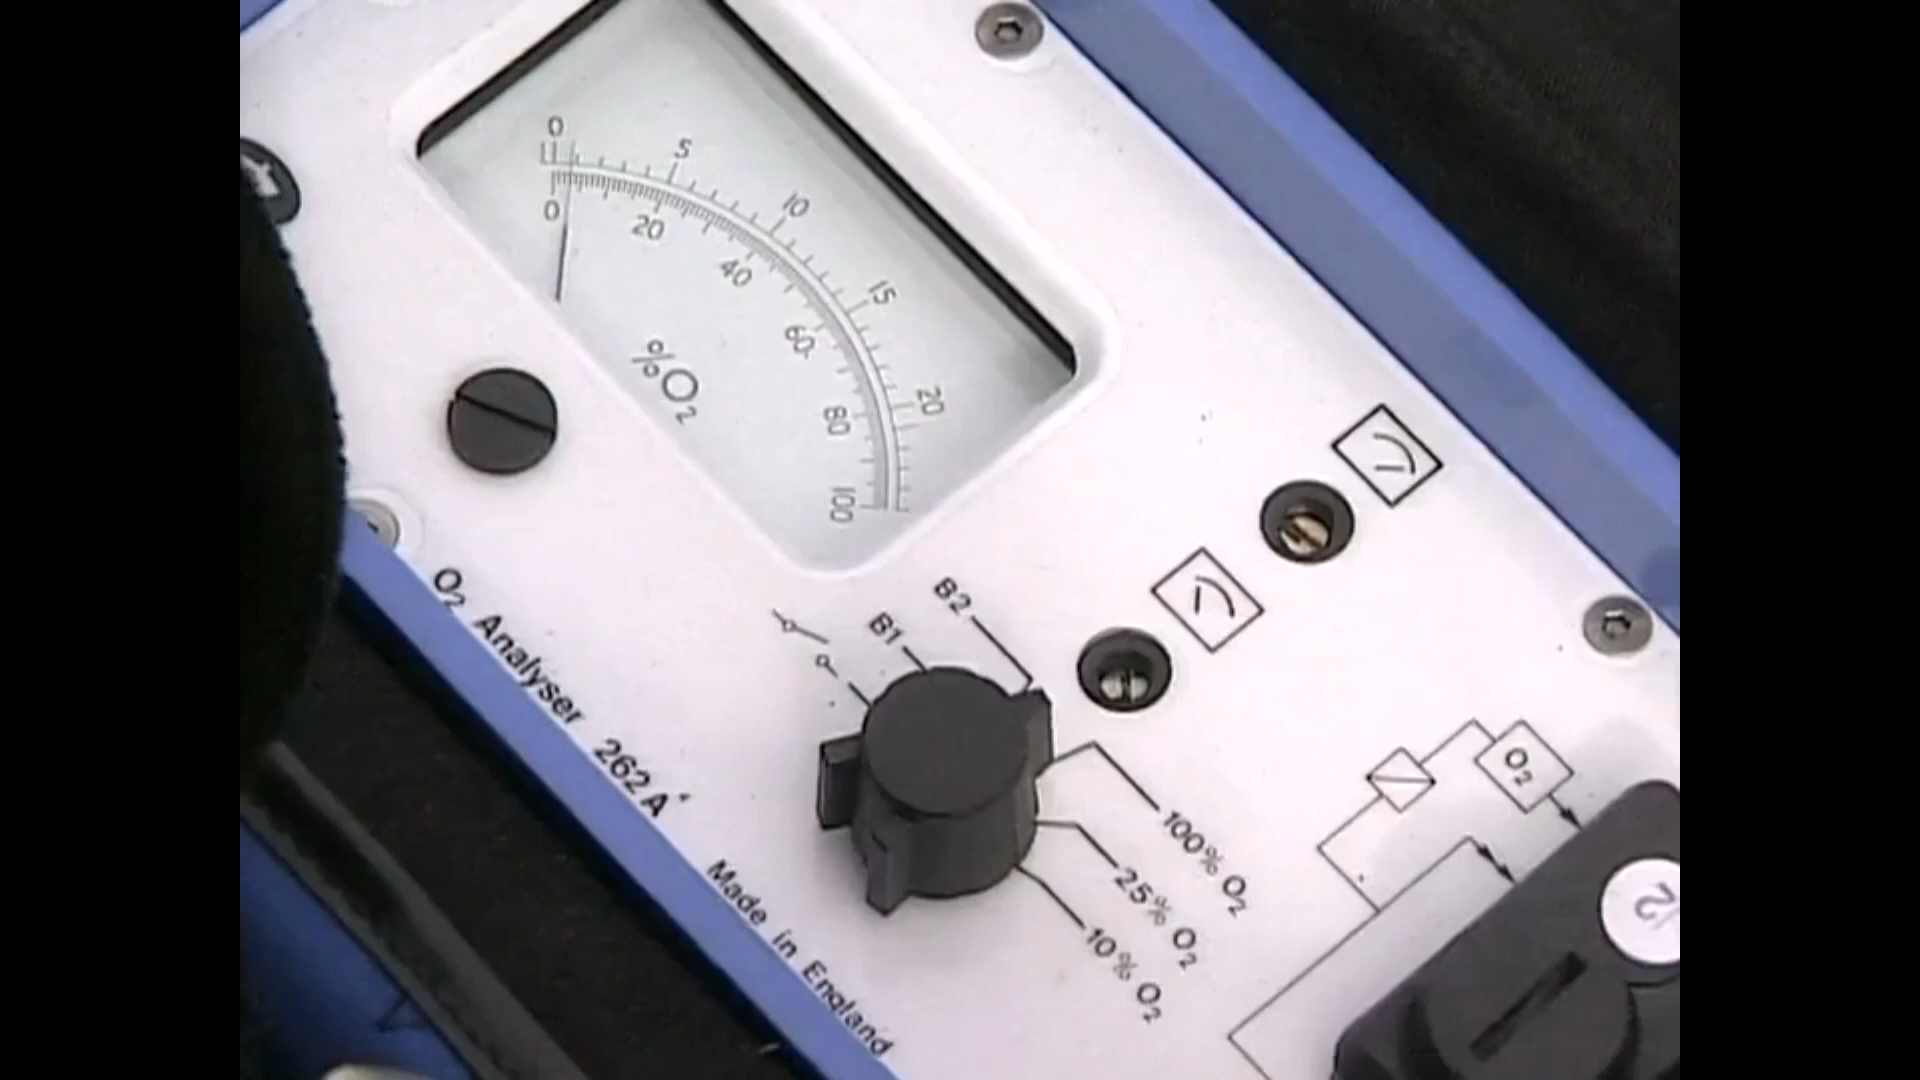 0 5 10 15 20
0 20 40 60 80 100
%O₂
O₂ Analyser 262A
Made in England
B1
B2
100% O₂
25% O₂
10% O₂
O₂